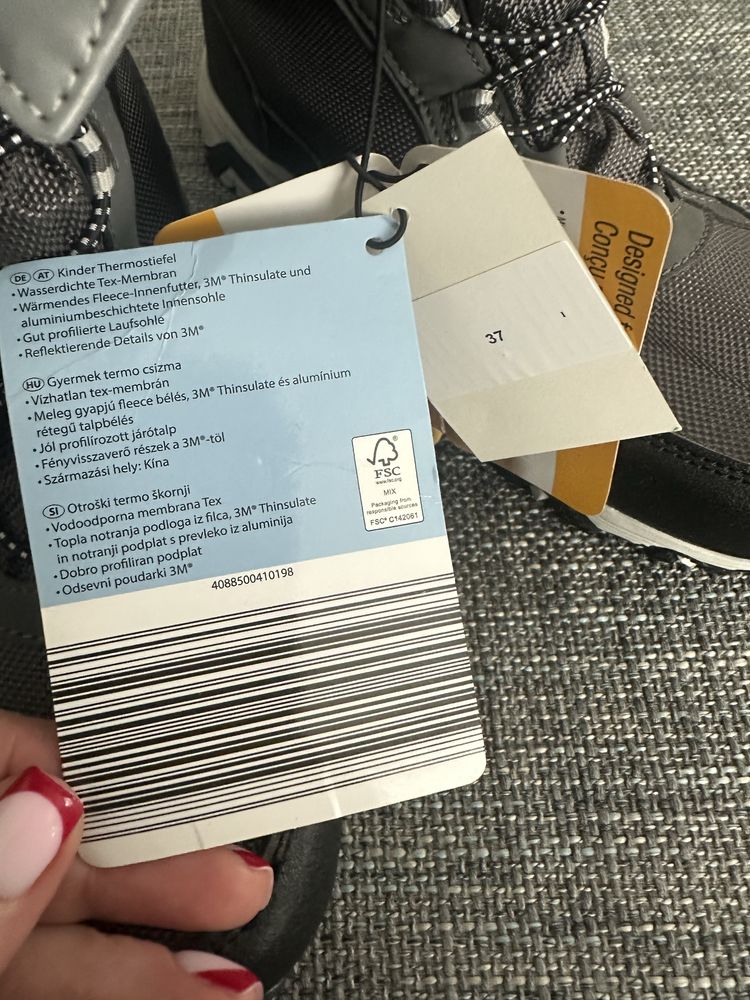 DE AT Kinder Thermostiefel
• Wasserdichte Tex-Membran
• Wärmendes Fleece-Innenfutter, 3M® Thinsulate und
aluminiumbeschichtete Innensohle
• Gut profilierte Laufsohle
• Reflektierende Details von 3M®
HU Gyermek termo csizma
• Vízhatlan tex-membrán
• Meleg gyapjú fleece bélés, 3M® Thinsulate és alumínium
rétegű talpbélés
• Jól profilírozott járótalp
• Fényvisszaverő részek a 3M®-töl
• Származási hely: Kína
SI Otroški termo škornji
• Vodoodporna membrana Tex
• Topla notranja podloga iz filca, 3M® Thinsulate
in notranji podplat s prevleko iz aluminija
• Dobro profiliran podplat
• Odsevni poudarki 3M®
FSC
www.fsc.org
MIX
Packaging from
responsible sources
FSC® C142061
4088500410198
37
Designed